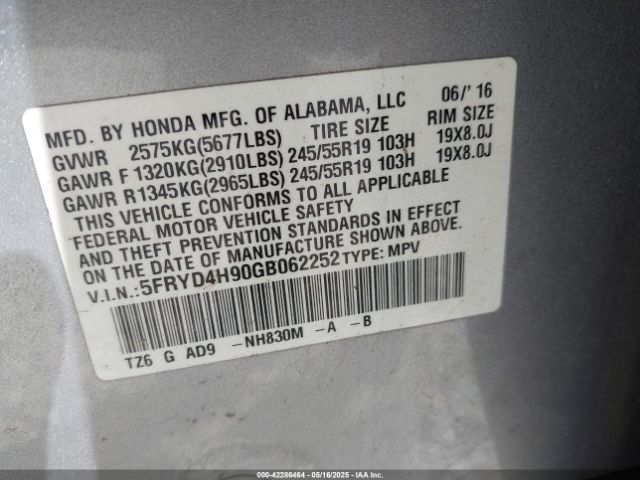 MFD. BY HONDA MFG. OF ALABAMA, LLC 06/' 16
GVWR 2575KG(5677LBS) TIRE SIZE RIM SIZE
GAWR F 1320KG(2910LBS) 245/55R19 103H 19X8.0J
GAWR R1345KG(2965LBS) 245/55R19 103H 19X8.0J
THIS VEHICLE CONFORMS TO ALL APPLICABLE
FEDERAL MOTOR VEHICLE SAFETY
AND THEFT PREVENTION STANDARDS IN EFFECT
ON THE DATE OF MANUFACTURE SHOWN ABOVE.
V.I.N.:5FRYD4H90GB062252 TYPE: MPV
TZ6 G AD9 -NH830M -A -B
000-42286464 | 05/16/2025 | IAA Inc.